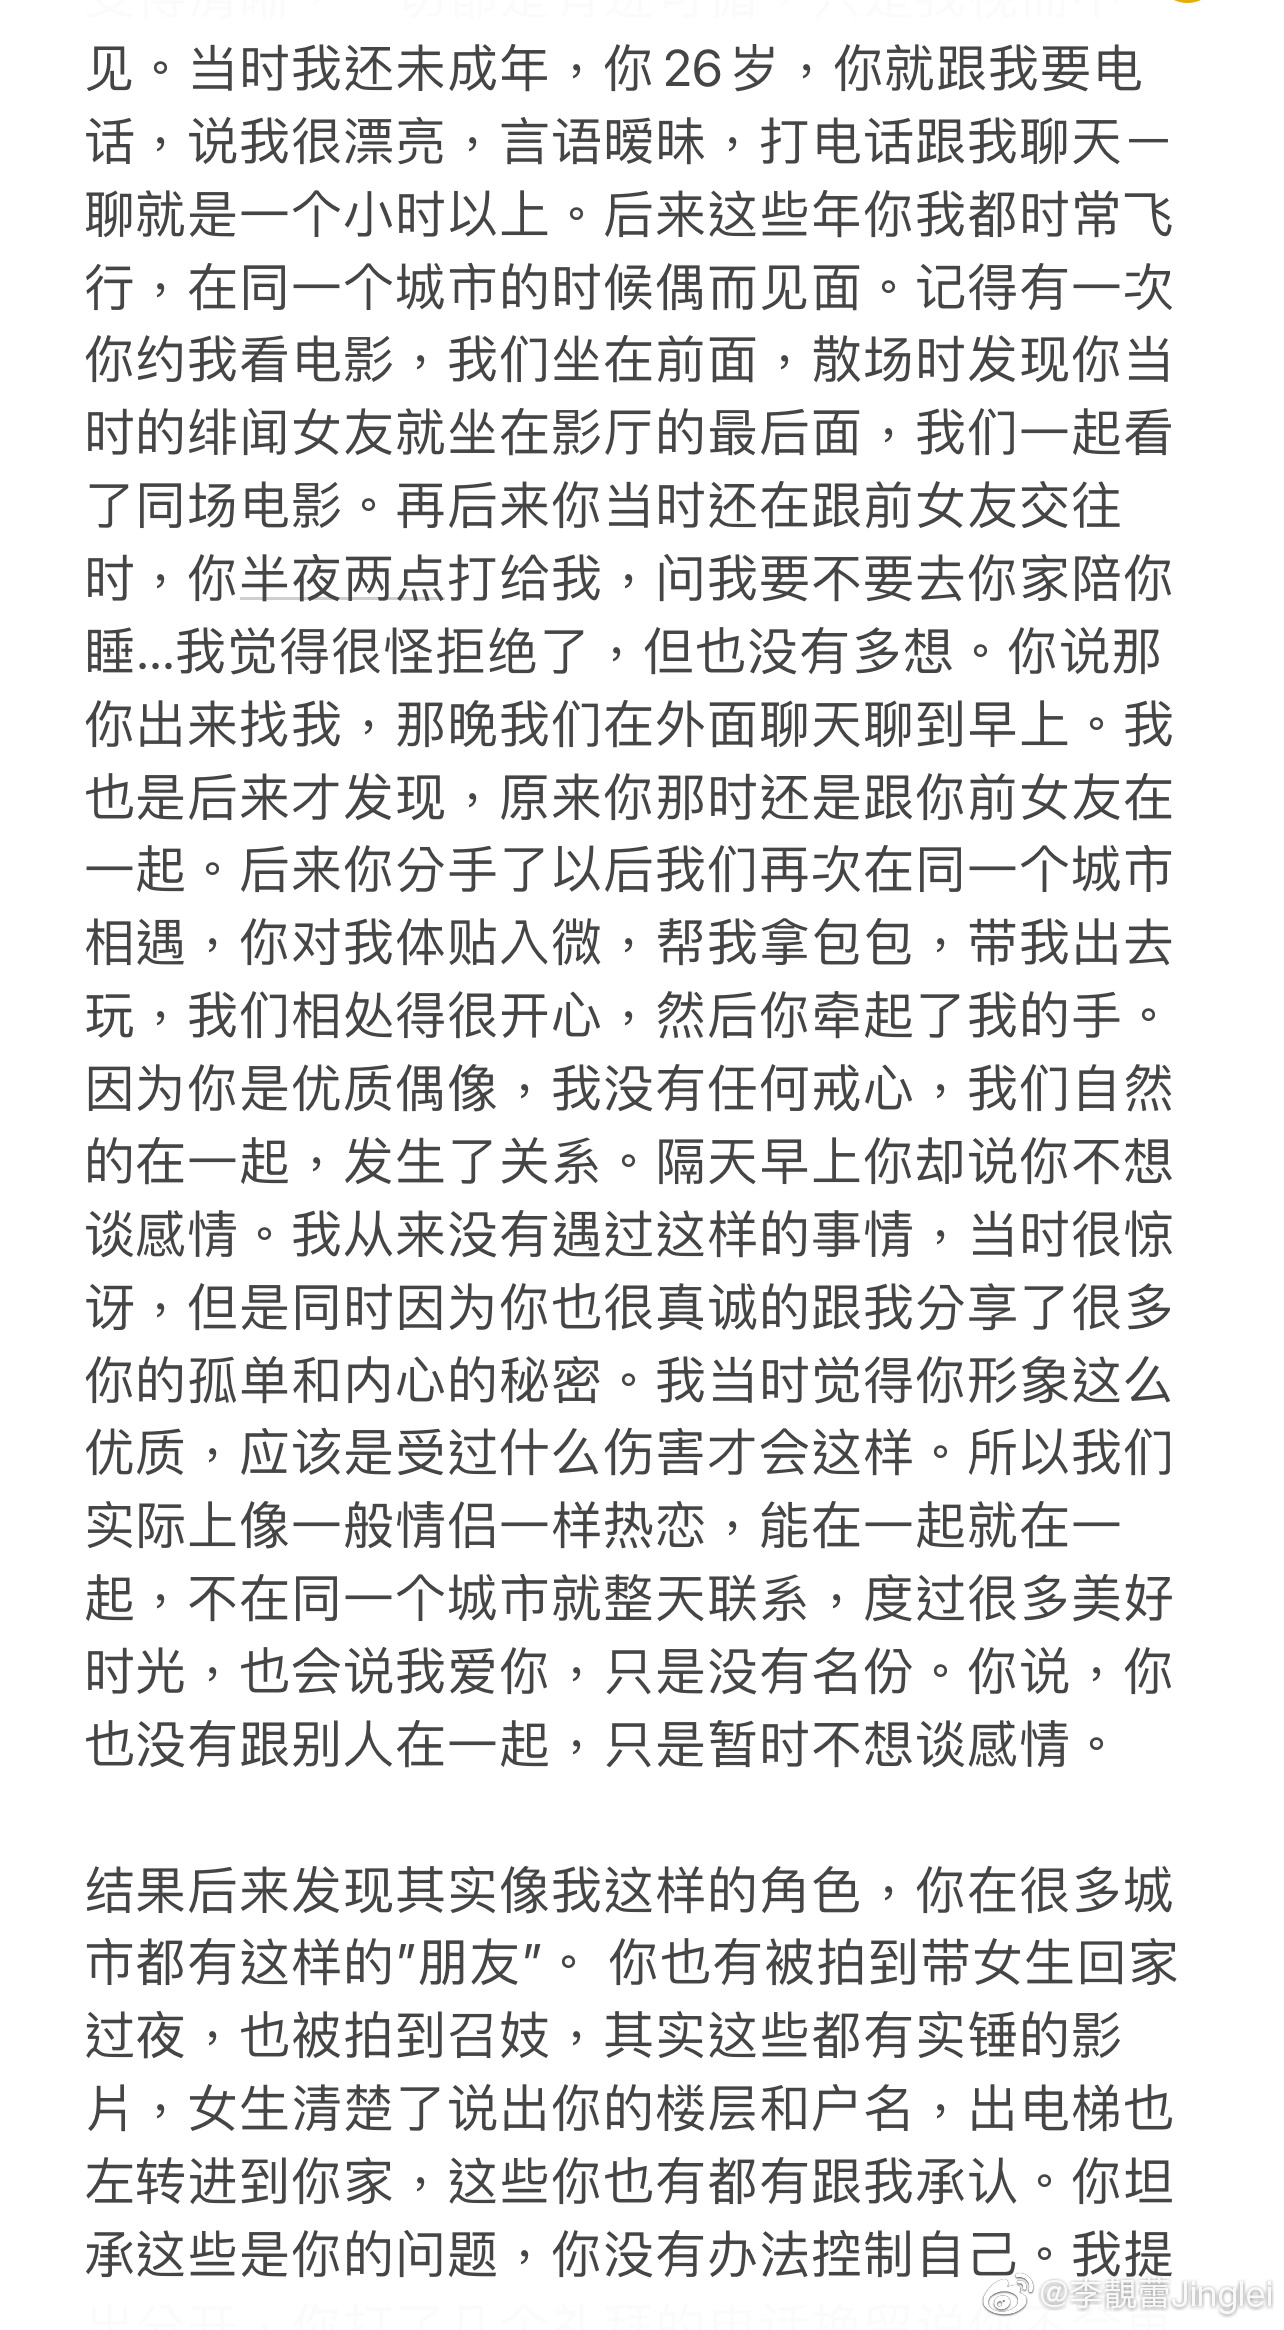 见。当时我还未成年，你 26 岁，你就跟我要电
话，说我很漂亮，言语暧昧，打电话跟我聊天一
聊就是一个小时以上。后来这些年你我都时常飞
行，在同一个城市的时候偶而见面。记得有一次
你约我看电影，我们坐在前面，散场时发现你当
时的绯闻女友就坐在影厅的最后面，我们一起看
了同场电影。再后来你当时还在跟前女友交往
时，你半夜两点打给我，问我要不要去你家陪你
睡...我觉得很怪拒绝了，但也没有多想。你说那
你出来找我，那晚我们在外面聊天聊到早上。我
也是后来才发现，原来你那时还是跟你前女友在
一起。后来你分手了以后我们再次在同一个城市
相遇，你对我体贴入微，帮我拿包包，带我出去
玩，我们相处得很开心，然后你牵起了我的手。
因为你是优质偶像，我没有任何戒心，我们自然
的在一起，发生了关系。隔天早上你却说你不想
谈感情。我从来没有遇过这样的事情，当时很惊
讶，但是同时因为你也很真诚的跟我分享了很多
你的孤单和内心的秘密。我当时觉得你形象这么
优质，应该是受过什么伤害才会这样。所以我们
实际上像一般情侣一样热恋，能在一起就在一
起，不在同一个城市就整天联系，度过很多美好
时光，也会说我爱你，只是没有名份。你说，你
也没有跟别人在一起，只是暂时不想谈感情。
结果后来发现其实像我这样的角色，你在很多城
市都有这样的"朋友"。 你也有被拍到带女生回家
过夜，也被拍到召妓，其实这些都有实锤的影
片，女生清楚了说出你的楼层和户名，出电梯也
左转进到你家，这些你也有都有跟我承认。你坦
承这些是你的问题，你没有办法控制自己。我提
@李靚蕾Jinglei